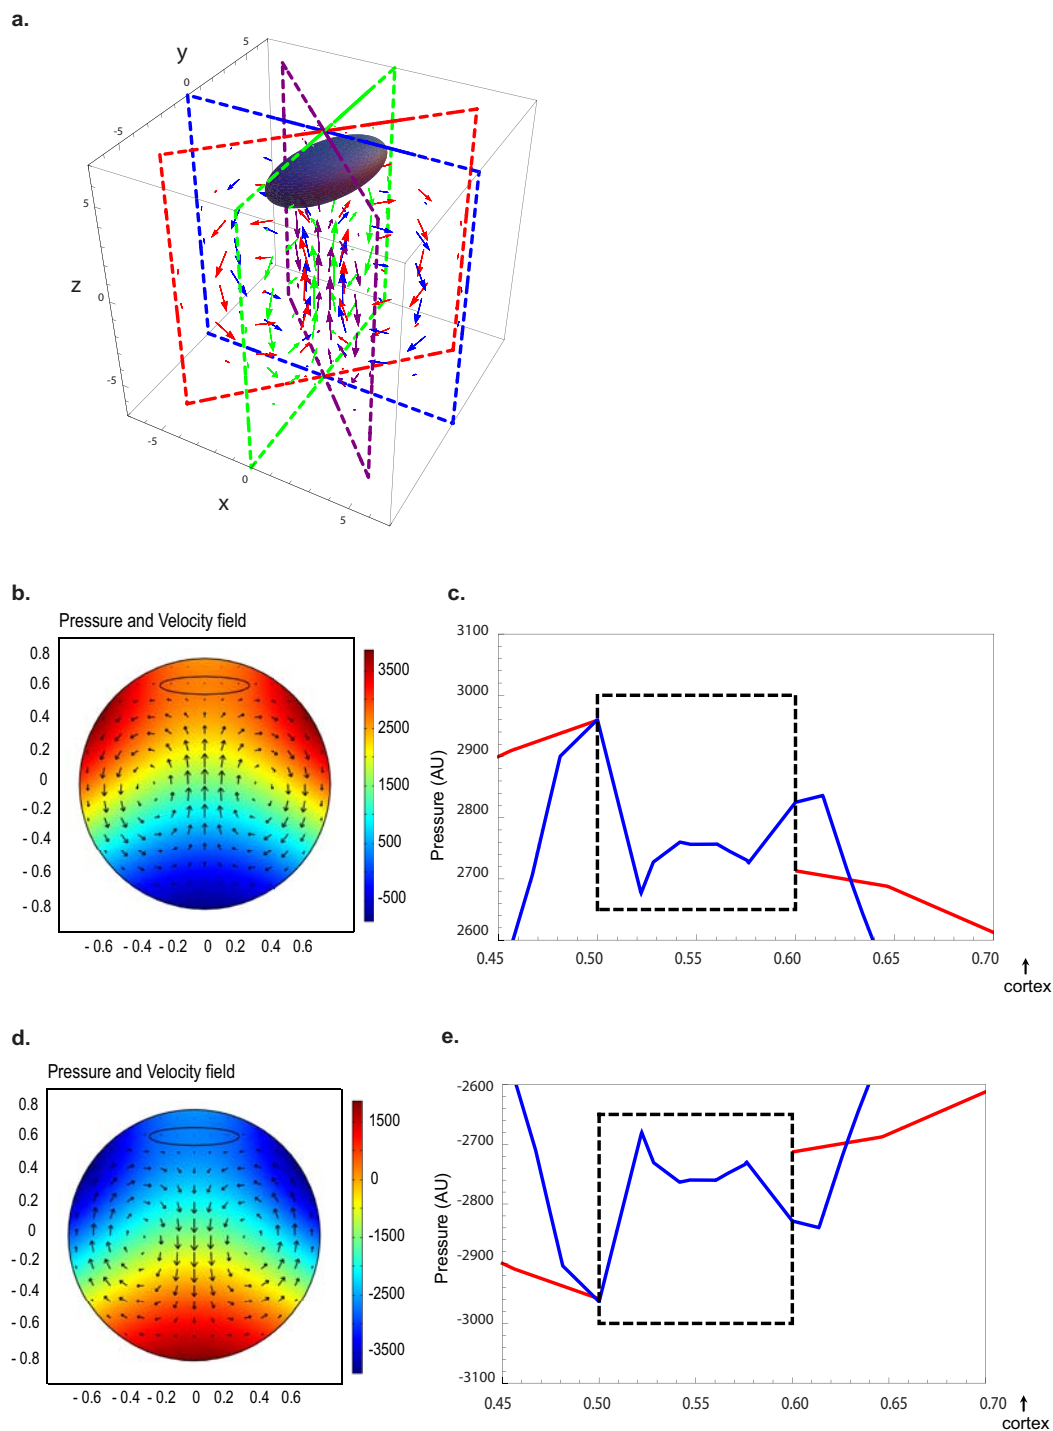 a.
y
5
0
-5
5
z
0
-5
-5
0
x
5
b.
Pressure and Velocity field
0.8
0.6
0.4
0.2
0
- 0.2
- 0.4
- 0.6
- 0.8
- 0.6 - 0.4 - 0.2 0 0.2 0.6
3500
2500
1500
500
-500
c.
Pressure (AU)
3100
3000
2900
2800
2700
2600
0.45 0.50 0.55 0.60 0.65 0.70
cortex
d.
Pressure and Velocity field
0.8
0.6
0.4
0.2
0
- 0.2
- 0.4
- 0.6
- 0.8
- 0.6 - 0.4 - 0.2 0 0.2 0.6
1500
0
-1500
-2500
-3500
e.
Pressure (AU)
-2600
-2700
-2800
-2900
-3000
-3100
0.45 0.50 0.55 0.60 0.65 0.70
cortex